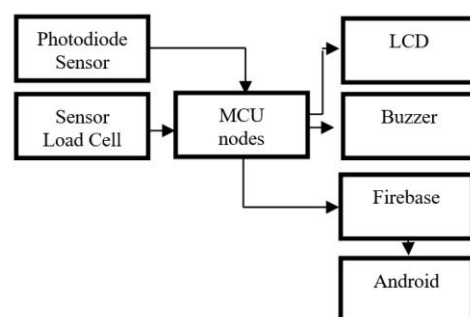 Photodiode
Sensor
LCD
Sensor
Load Cell
MCU
nodes
Buzzer
Firebase
Android